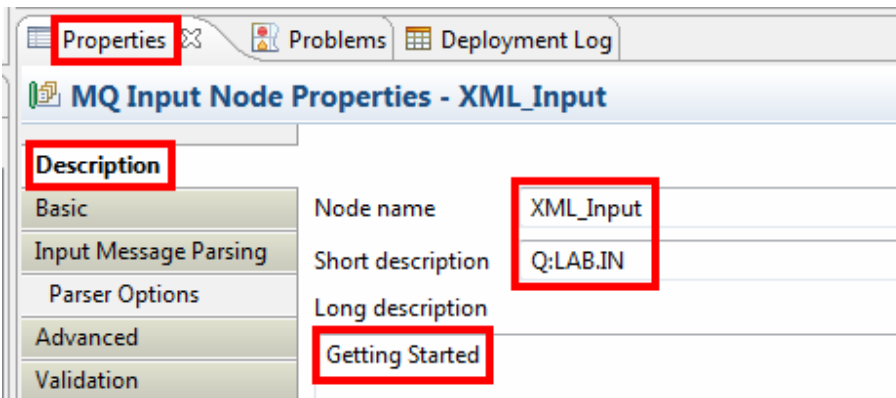 Properties Problems Deployment Log
MQ Input Node Properties - XML_Input
Description
Basic
Node name XML_Input
Input Message Parsing
Short description Q:LAB.IN
Parser Options
Long description
Advanced
Getting Started
Validation